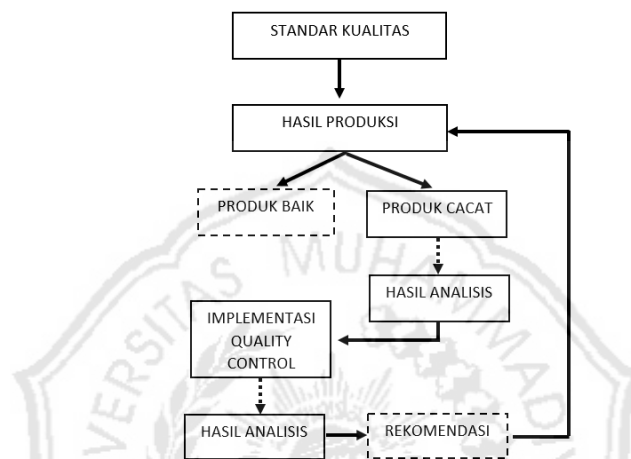 STANDAR KUALITAS
HASIL PRODUKSI
PRODUK BAIK
PRODUK CACAT
HASIL ANALISIS
IMPLEMENTASI
QUALITY
CONTROL
HASIL ANALISIS
REKOMENDASI